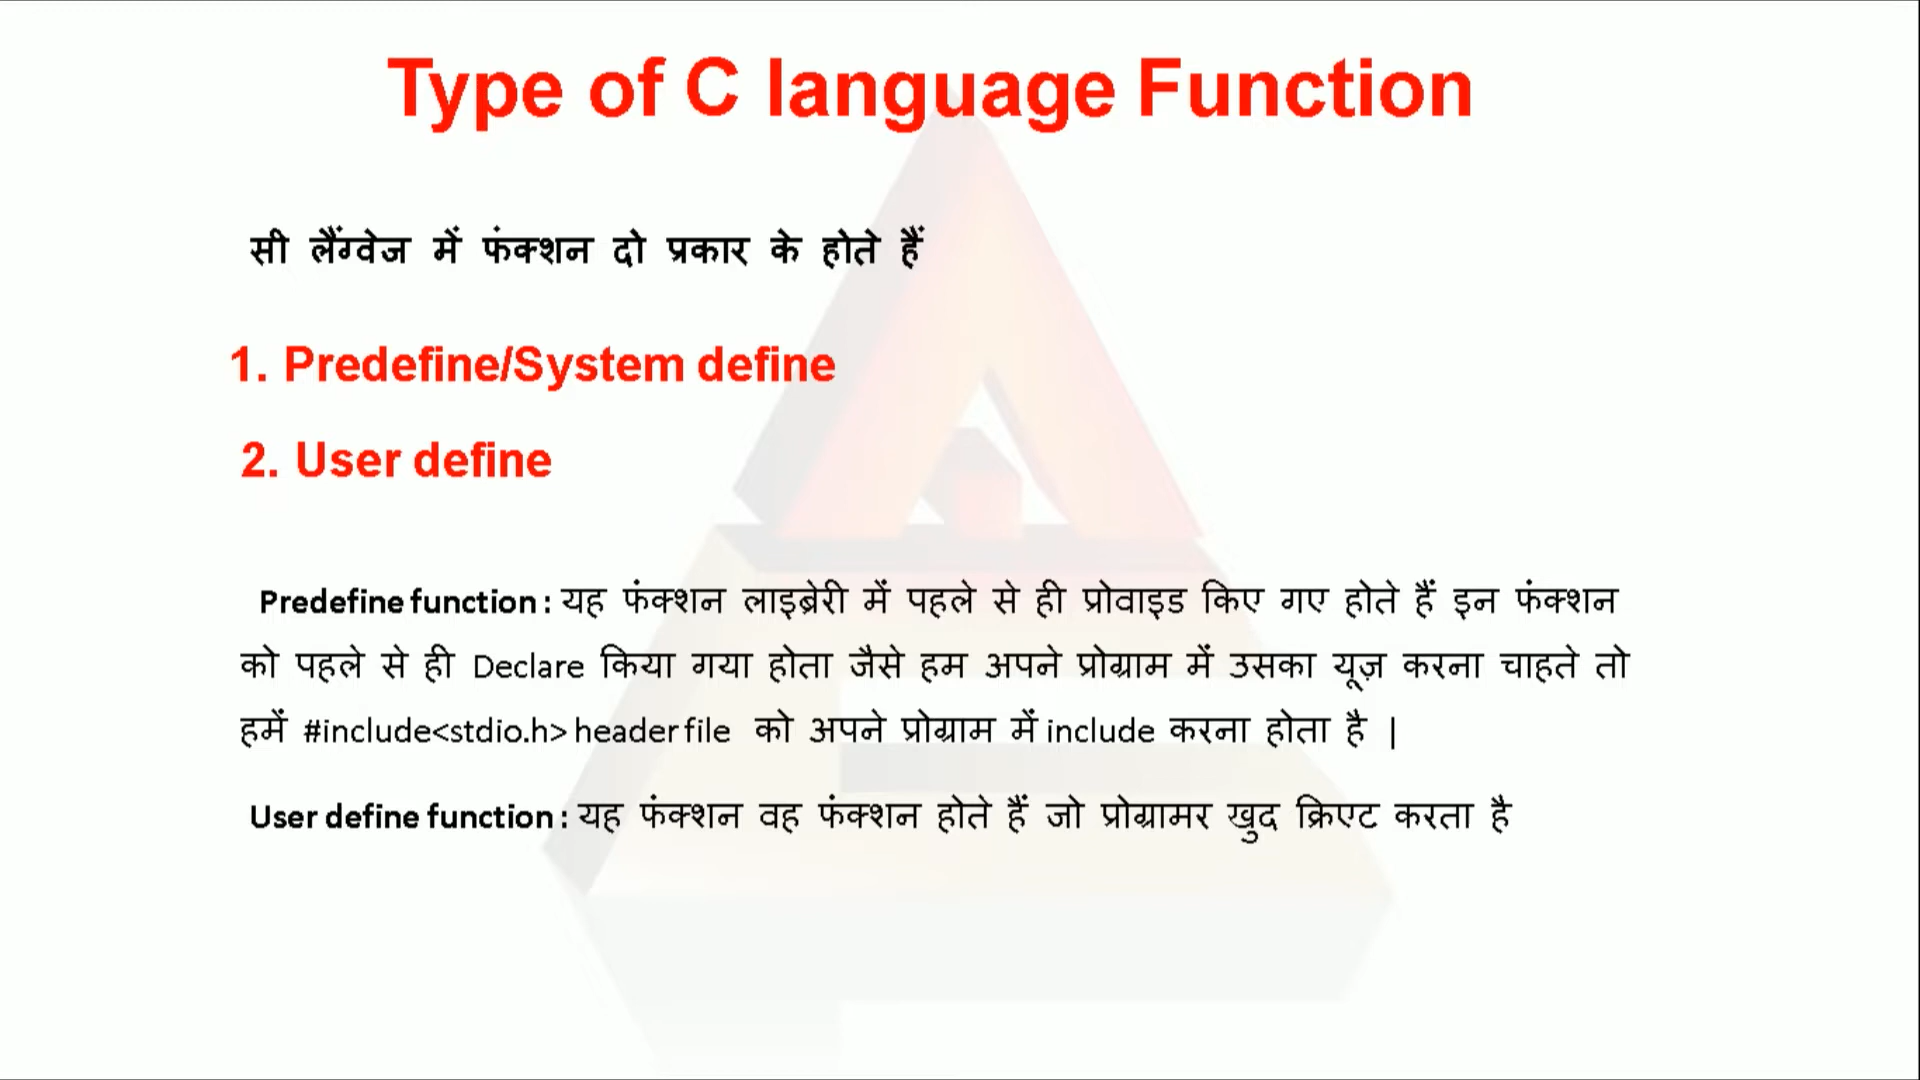 Type of C language Function
सी लैंग्वेज में फंक्शन दो प्रकार के होते हैं
1. Predefine/System define
2. User define
Predefine function : यह फंक्शन लाइब्रेरी में पहले से ही प्रोवाइड किए गए होते हैं इन फंक्शन
को पहले से ही Declare किया गया होता जैसे हम अपने प्रोग्राम में उसका यूज़ करना चाहते तो
हमें #include<stdio.h> header file को अपने प्रोग्राम में include करना होता है |
User define function : यह फंक्शन वह फंक्शन होते हैं जो प्रोग्रामर खुद क्रिएट करता है